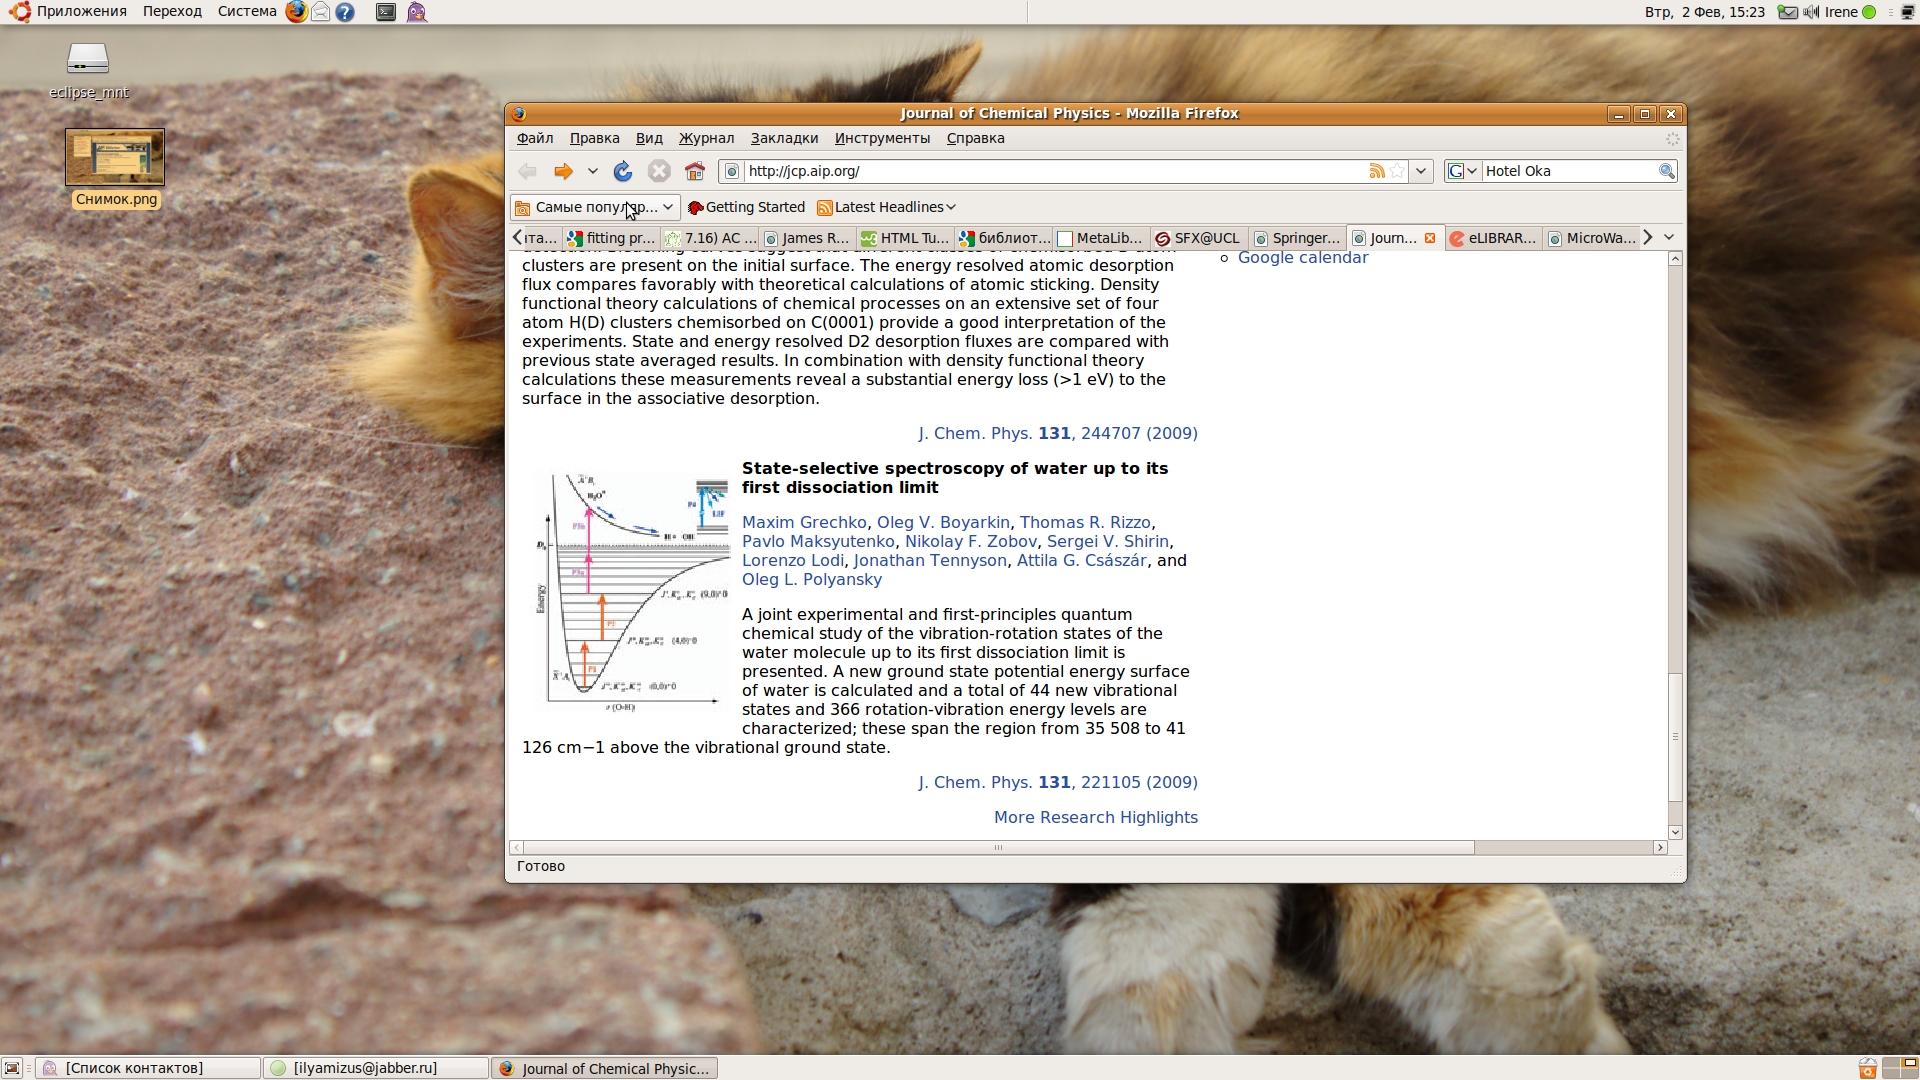 Приложения Переход Система
Втр, 2 Фев, 15:23 Irene
eclipse_mnt
Снимок.png
Journal of Chemical Physics - Mozilla Firefox
Файл Правка Вид Журнал Закладки Инструменты Справка
http://jcp.aip.org/
Hotel Oka
Самые популяр... Getting Started Latest Headlines
ита... fitting pr... 7.16) AC ... James R... HTML Tu... библиот... MetaLib... SFX@UCL Springer... Journ... eLIBRAR... MicroWa...
clusters are present on the initial surface. The energy resolved atomic desorption
flux compares favorably with theoretical calculations of atomic sticking. Density
functional theory calculations of chemical processes on an extensive set of four
atom H(D) clusters chemisorbed on C(0001) provide a good interpretation of the
experiments. State and energy resolved D2 desorption fluxes are compared with
previous state averaged results. In combination with density functional theory
calculations these measurements reveal a substantial energy loss (>1 eV) to the
surface in the associative desorption.
Google calendar
J. Chem. Phys. 131, 244707 (2009)
State-selective spectroscopy of water up to its
first dissociation limit
Maxim Grechko, Oleg V. Boyarkin, Thomas R. Rizzo,
Pavlo Maksyutenko, Nikolay F. Zobov, Sergei V. Shirin,
Lorenzo Lodi, Jonathan Tennyson, Attila G. Császár, and
Oleg L. Polyansky
Energy
A joint experimental and first-principles quantum
chemical study of the vibration-rotation states of the
water molecule up to its first dissociation limit is
presented. A new ground state potential energy surface
of water is calculated and a total of 44 new vibrational
states and 366 rotation-vibration energy levels are
characterized; these span the region from 35 508 to 41
126 cm−1 above the vibrational ground state.
J. Chem. Phys. 131, 221105 (2009)
More Research Highlights
Готово
[Список контактов] [ilyamizus@jabber.ru] Journal of Chemical Physic...